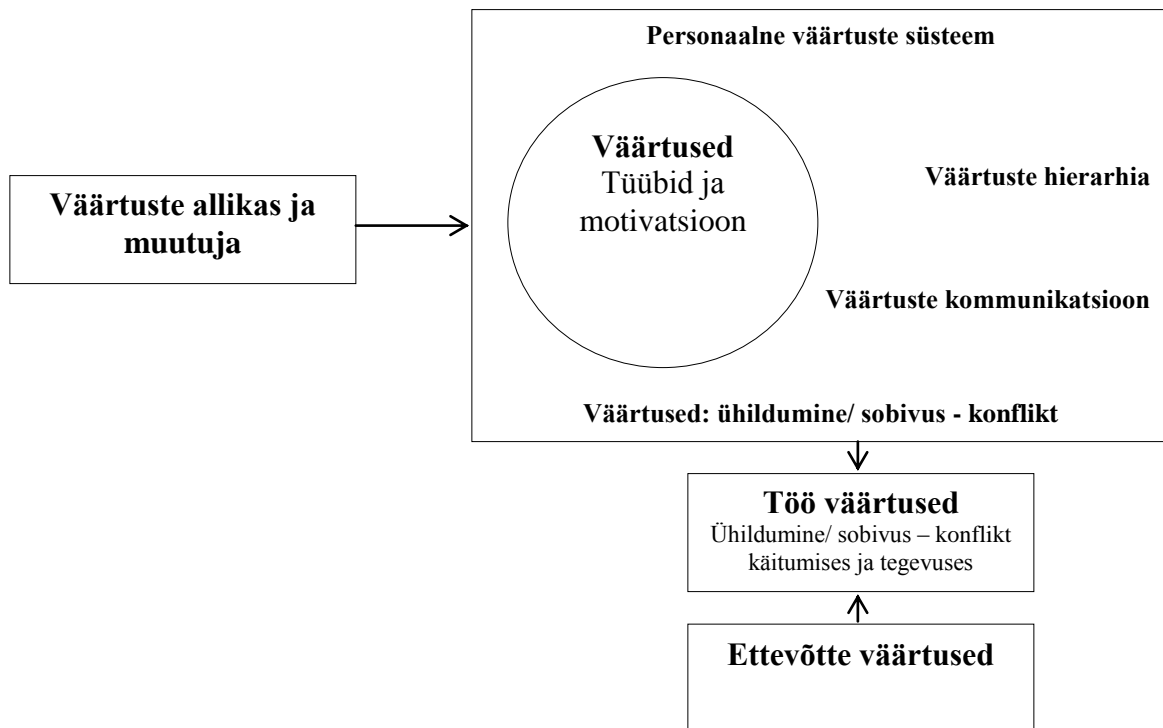 Personaalne väärtuste süsteem
Väärtused
Tüübid ja
motivatsioon
Väärtuste hierarhia
Väärtuste allikas ja
muutuja
Väärtuste kommunikatsioon
Väärtused: ühildumine/ sobivus - konflikt
Töö väärtused
Ühildumine/ sobivus – konflikt
käitumises ja tegevuses
Ettevõtte väärtused